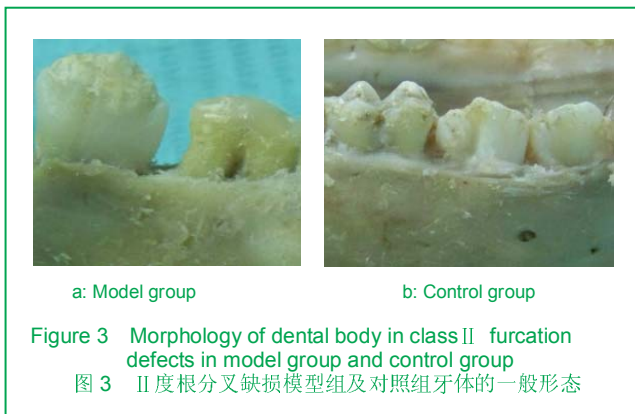 a: Model group
b: Control group
Figure 3 Morphology of dental body in class Ⅱ furcation
defects in model group and control group
图 3 Ⅱ度根分叉缺损模型组及对照组牙体的一般形态